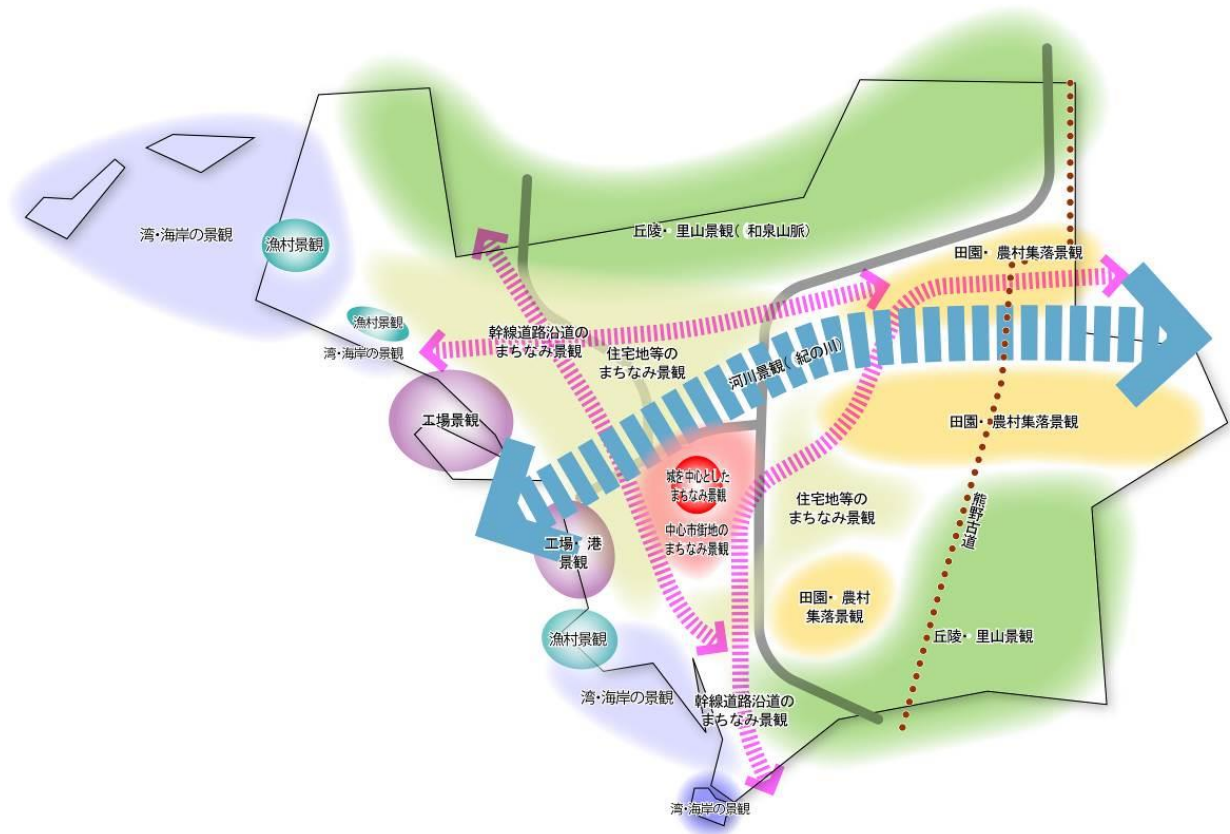 丘陵・里山景観(和泉山脈)
湾・海岸の景観
漁村景観
田園・農村集落景観
漁村景観
湾・海岸の景観
幹線道路沿道の
まちなみ景観
住宅地等の
まちなみ景観
河川景観(紀の川)
工場景観
田園・農村集落景観
城を中心とした
まちなみ景観
中心市街地の
まちなみ景観
住宅地等の
まちなみ景観
熊野古道
工場・港
景観
田園・農村
集落景観
漁村景観
丘陵・里山景観
湾・海岸の景観
幹線道路沿道の
まちなみ景観
湾・海岸の景観